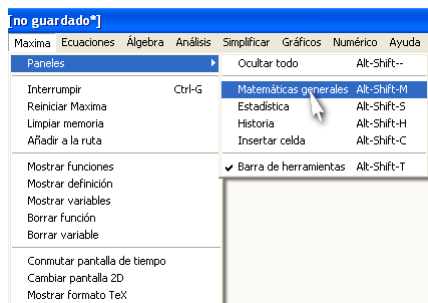 [no guardado*]
Maxima Ecuaciones Álgebra Análisis Simplificar Gráficos Numérico Ayuda
Paneles
Interrumpir Ctrl-G
Reiniciar Maxima
Limpiar memoria
Añadir a la ruta
Mostrar funciones
Mostrar definición
Mostrar variables
Borrar función
Borrar variable
Conmutar pantalla de tiempo
Cambiar pantalla 2D
Mostrar formato TeX
Ocultar todo Alt-Shift--
Matemáticas generales Alt-Shift-M
Estadística Alt-Shift-S
Historia Alt-Shift-H
Insertar celda Alt-Shift-C
Barra de herramientas Alt-Shift-T